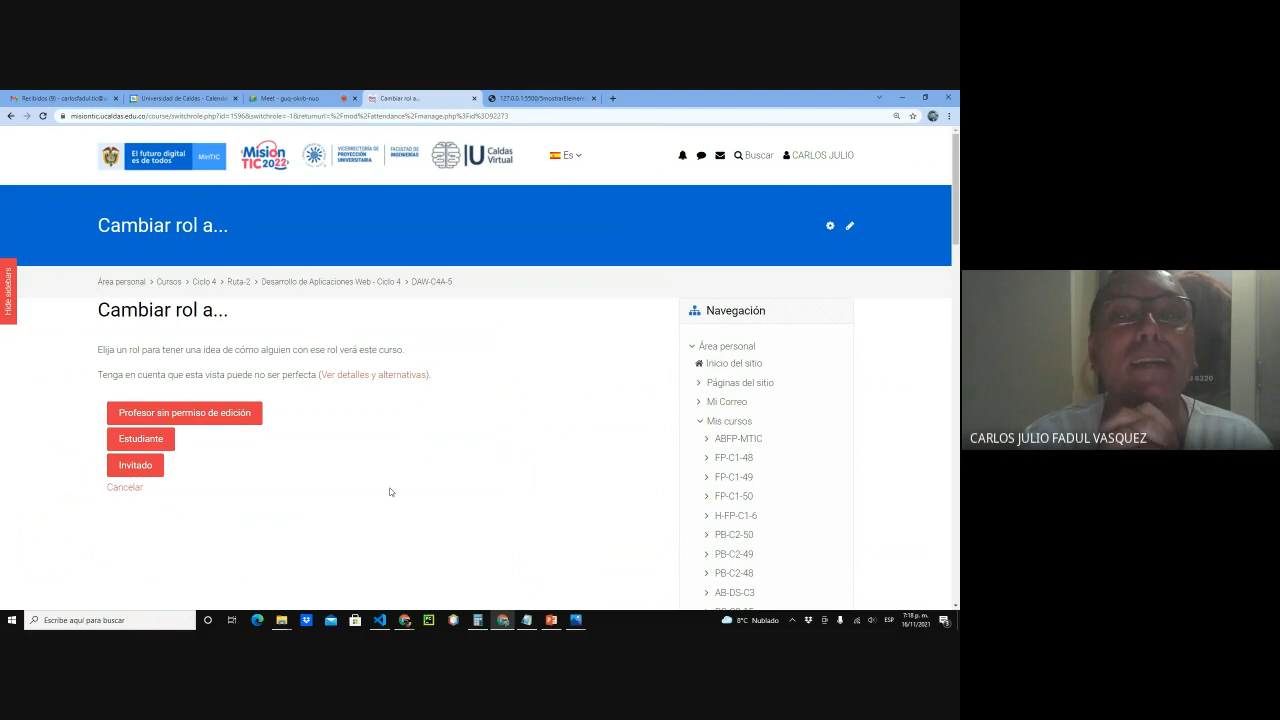 Recibidos (9) - carlosfadul.tic@u
Universidad de Caldas - Calenda
Meet - guq-okvb-nuo
Cambiar rol a...
127.0.0.1:5500/5mostrarElemen
misiontic.ucaldas.edu.co/course/switchrole.php?id=1596&switchrole=-1&returnurl=%2Fmod%2Fattendance%2Fmanage.php%3Fid%3D92273
El futuro digital
es de todos
MinTIC
Misión
TIC2022
VICERRECTORÍA DE
PROYECCIÓN
UNIVERSITARIA
FACULTAD DE
INGENIERÍAS
U Caldas
Virtual
Es
Buscar
CARLOS JULIO
Cambiar rol a...
Hide sidebars
Área personal > Cursos > Ciclo 4 > Ruta-2 > Desarrollo de Aplicaciones Web - Ciclo 4 > DAW-C4A-5
Cambiar rol a...
Elija un rol para tener una idea de cómo alguien con ese rol verá este curso.
Tenga en cuenta que esta vista puede no ser perfecta (Ver detalles y alternativas).
Profesor sin permiso de edición
Estudiante
Invitado
Cancelar
Navegación
Área personal
Inicio del sitio
Páginas del sitio
Mi Correo
Mis cursos
ABFP-MTIC
FP-C1-48
FP-C1-49
FP-C1-50
H-FP-C1-6
PB-C2-50
PB-C2-49
PB-C2-48
AB-DS-C3
CARLOS JULIO FADUL VASQUEZ
Escribe aquí para buscar
8°C Nublado
ESP
7:18 p. m.
16/11/2021